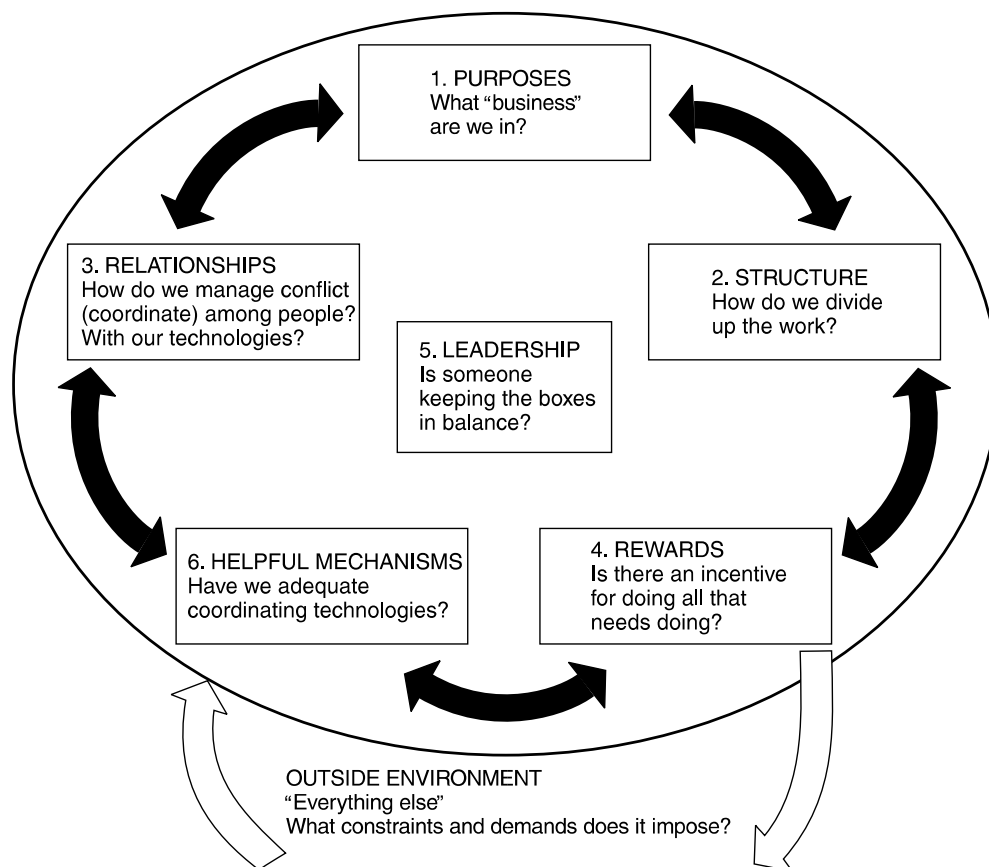 1. PURPOSES
What “business”
are we in?
3. RELATIONSHIPS
How do we manage conflict
(coordinate) among people?
With our technologies?
2. STRUCTURE
How do we divide
up the work?
5. LEADERSHIP
Is someone
keeping the boxes
in balance?
6. HELPFUL MECHANISMS
Have we adequate
coordinating technologies?
4. REWARDS
Is there an incentive
for doing all that
needs doing?
OUTSIDE ENVIRONMENT
“Everything else”
What constraints and demands does it impose?